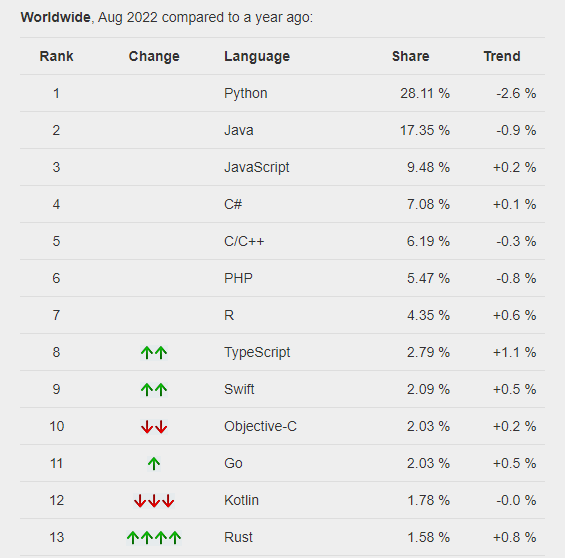 Worldwide, Aug 2022 compared to a year ago:
Rank Change Language Share Trend
1 Python 28.11 % -2.6 %
2 Java 17.35 % -0.9 %
3 JavaScript 9.48 % +0.2 %
4 C# 7.08 % +0.1 %
5 C/C++ 6.19 % -0.3 %
6 PHP 5.47 % -0.8 %
7 R 4.35 % +0.6 %
8 ↑↑ TypeScript 2.79 % +1.1 %
9 ↑↑ Swift 2.09 % +0.5 %
10 ↓↓ Objective-C 2.03 % +0.2 %
11 ↑ Go 2.03 % +0.5 %
12 ↓↓↓ Kotlin 1.78 % -0.0 %
13 ↑↑↑↑ Rust 1.58 % +0.8 %